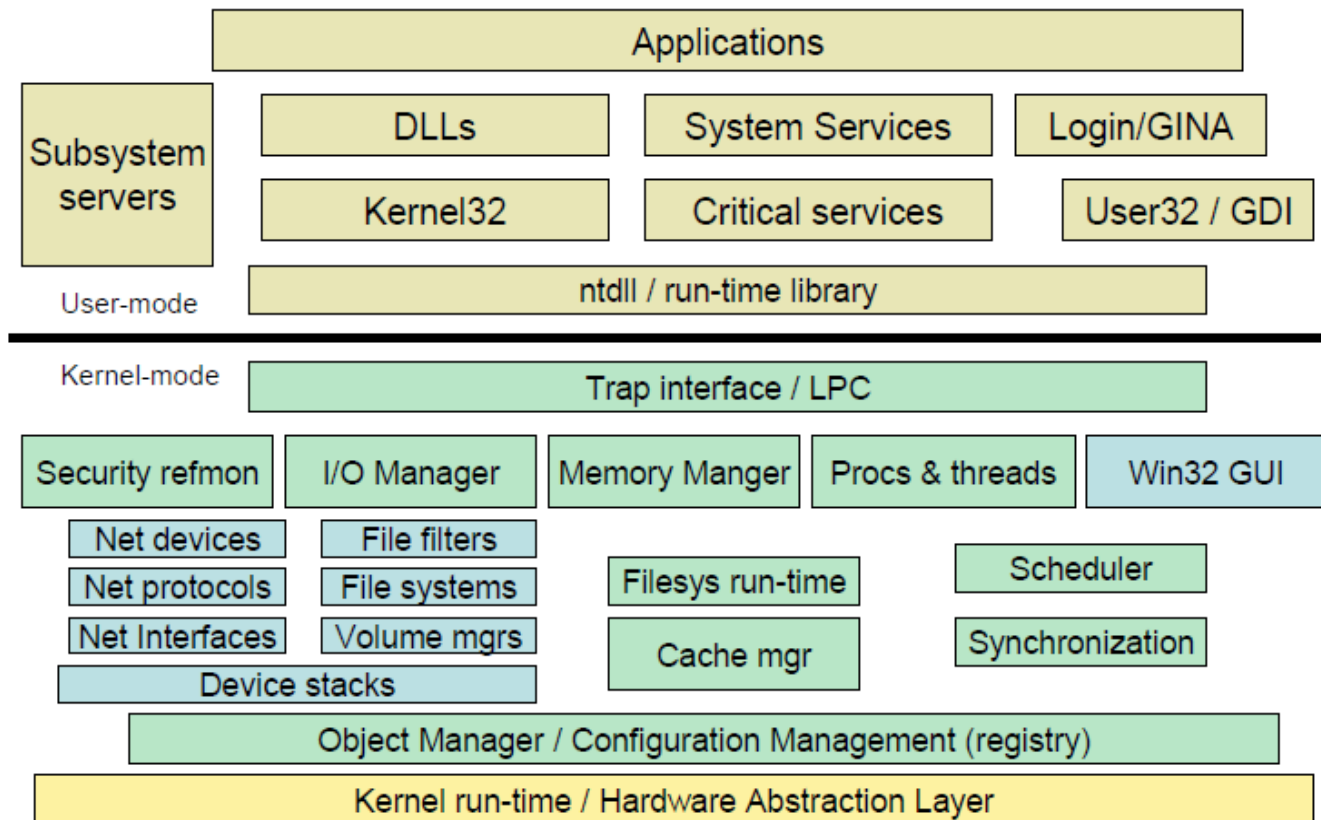 Applications
Subsystem
servers
DLLs
System Services
Login/GINA
Kernel32
Critical services
User32 / GDI
ntdll / run-time library
User-mode
Kernel-mode
Trap interface / LPC
Security refmon
I/O Manager
Memory Manger
Procs & threads
Win32 GUI
Net devices
File filters
Net protocols
File systems
Filesys run-time
Scheduler
Net Interfaces
Volume mgrs
Cache mgr
Synchronization
Device stacks
Object Manager / Configuration Management (registry)
Kernel run-time / Hardware Abstraction Layer